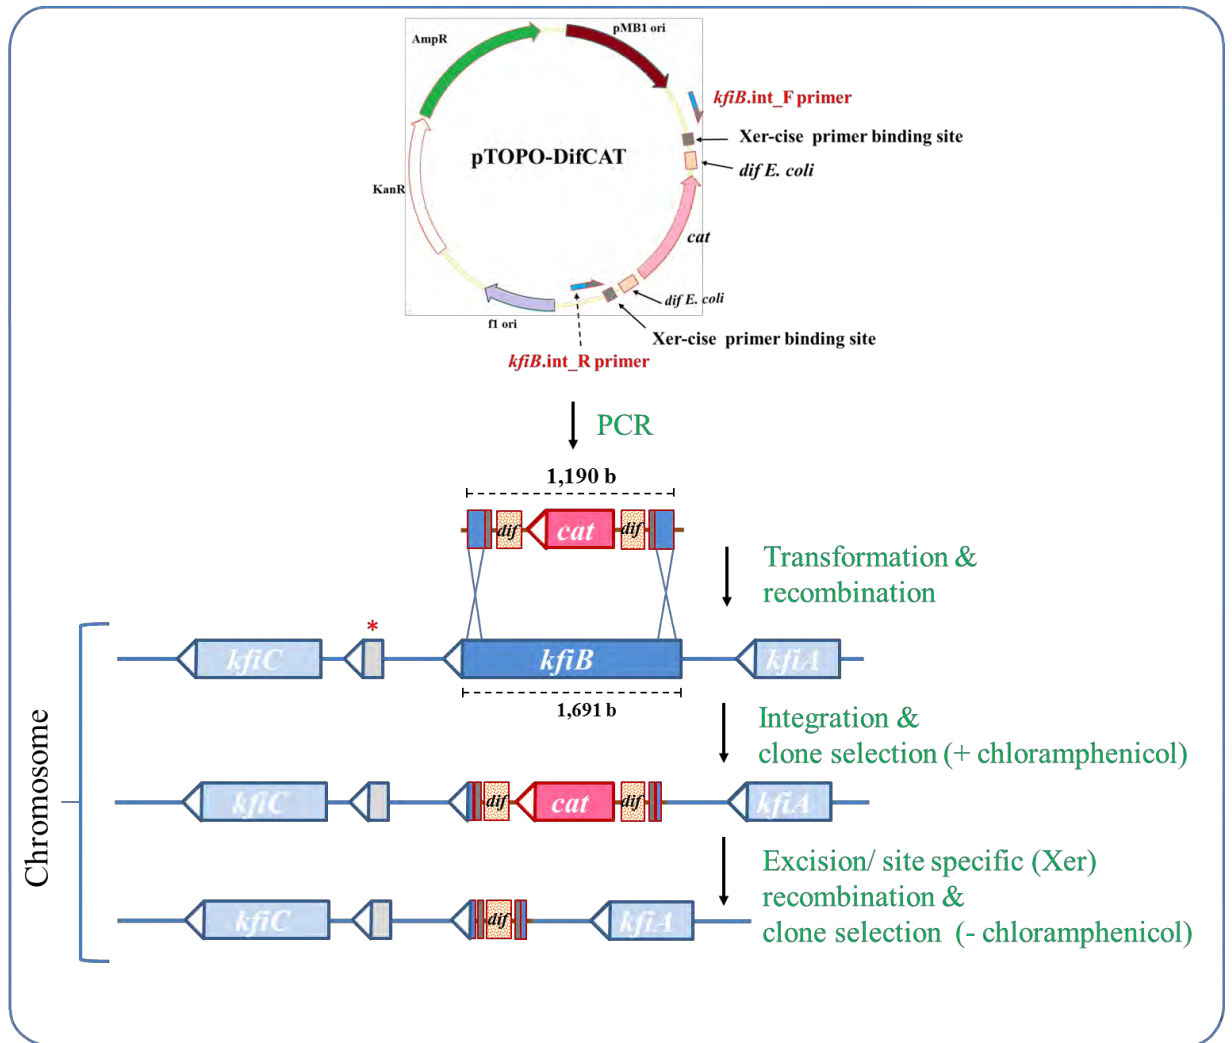 AmpR
pMB1 ori
kfiB.int_F primer
Xer-cise primer binding site
pTOPO-DifCAT
dif E. coli
KanR
cat
dif E. coli
f1 ori
Xer-cise primer binding site
kfiB.int_R primer
PCR
1,190 b
dif
cat
dif
Transformation &
recombination
*
kfiC
kfiB
kfiA
1,691 b
Integration &
clone selection (+ chloramphenicol)
Chromosome
kfiC
dif
cat
dif
kfiA
Excision/ site specific (Xer)
recombination &
clone selection (- chloramphenicol)
kfiC
dif
kfiA